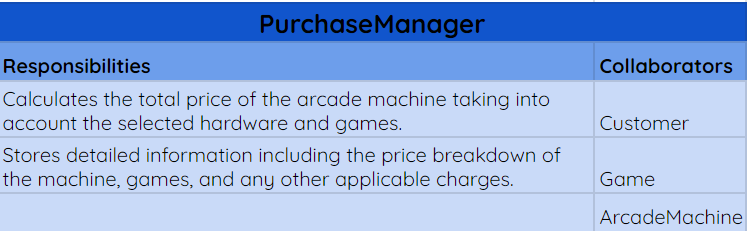 PurchaseManager
Responsibilities Collaborators
Calculates the total price of the arcade machine taking into
account the selected hardware and games. Customer
Stores detailed information including the price breakdown of
the machine, games, and any other applicable charges. Game
ArcadeMachine